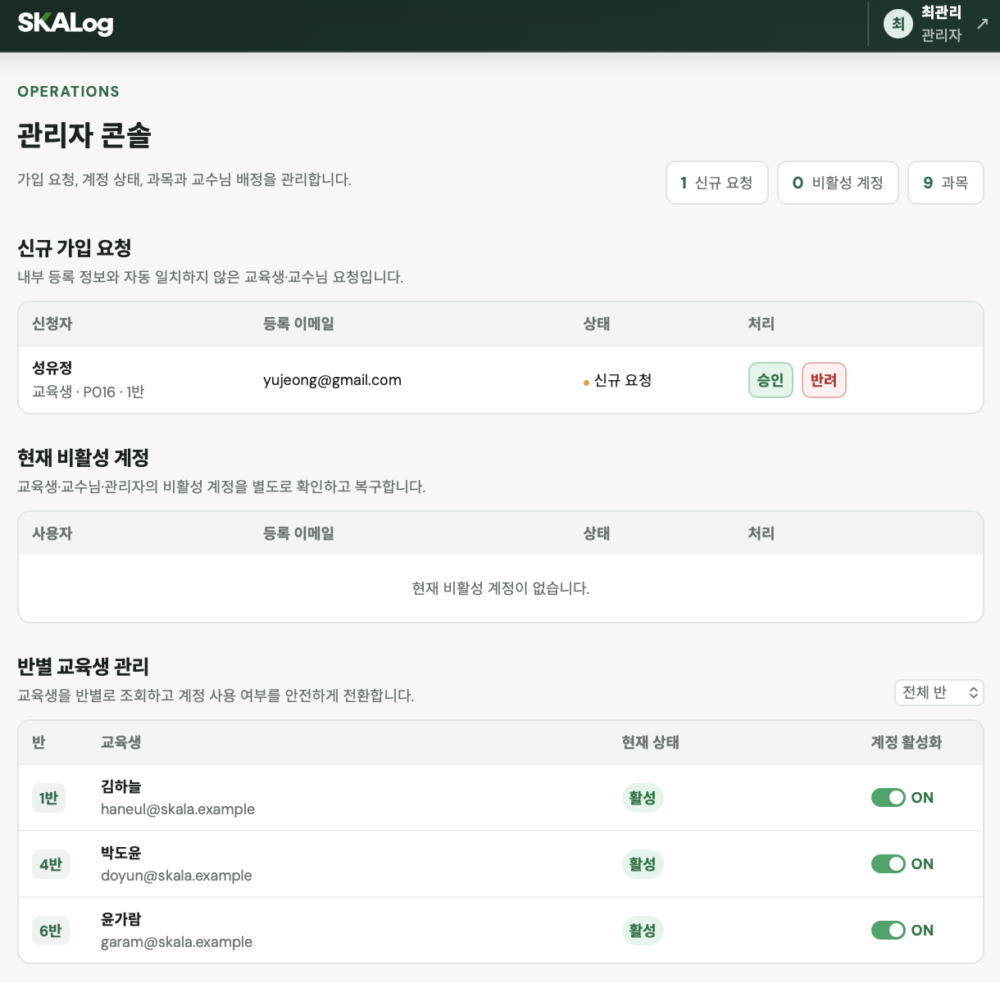 SKALog
최 최관리
관리자 ↗
OPERATIONS
관리자 콘솔
가입 요청, 계정 상태, 과목과 교수님 배정을 관리합니다.
1 신규 요청 0 비활성 계정 9 과목
신규 가입 요청
내부 등록 정보와 자동 일치하지 않은 교육생·교수님 요청입니다.
신청자 등록 이메일 상태 처리
성유정
교육생 · P016 · 1반
yujeong@gmail.com
신규 요청
승인 반려
현재 비활성 계정
교육생·교수님·관리자의 비활성 계정을 별도로 확인하고 복구합니다.
사용자 등록 이메일 상태 처리
현재 비활성 계정이 없습니다.
반별 교육생 관리
교육생을 반별로 조회하고 계정 사용 여부를 안전하게 전환합니다.
전체 반
반 교육생 현재 상태 계정 활성화
1반 김하늘 활성 ON
haneul@skala.example
4반 박도윤 활성 ON
doyun@skala.example
6반 윤가람 활성 ON
garam@skala.example